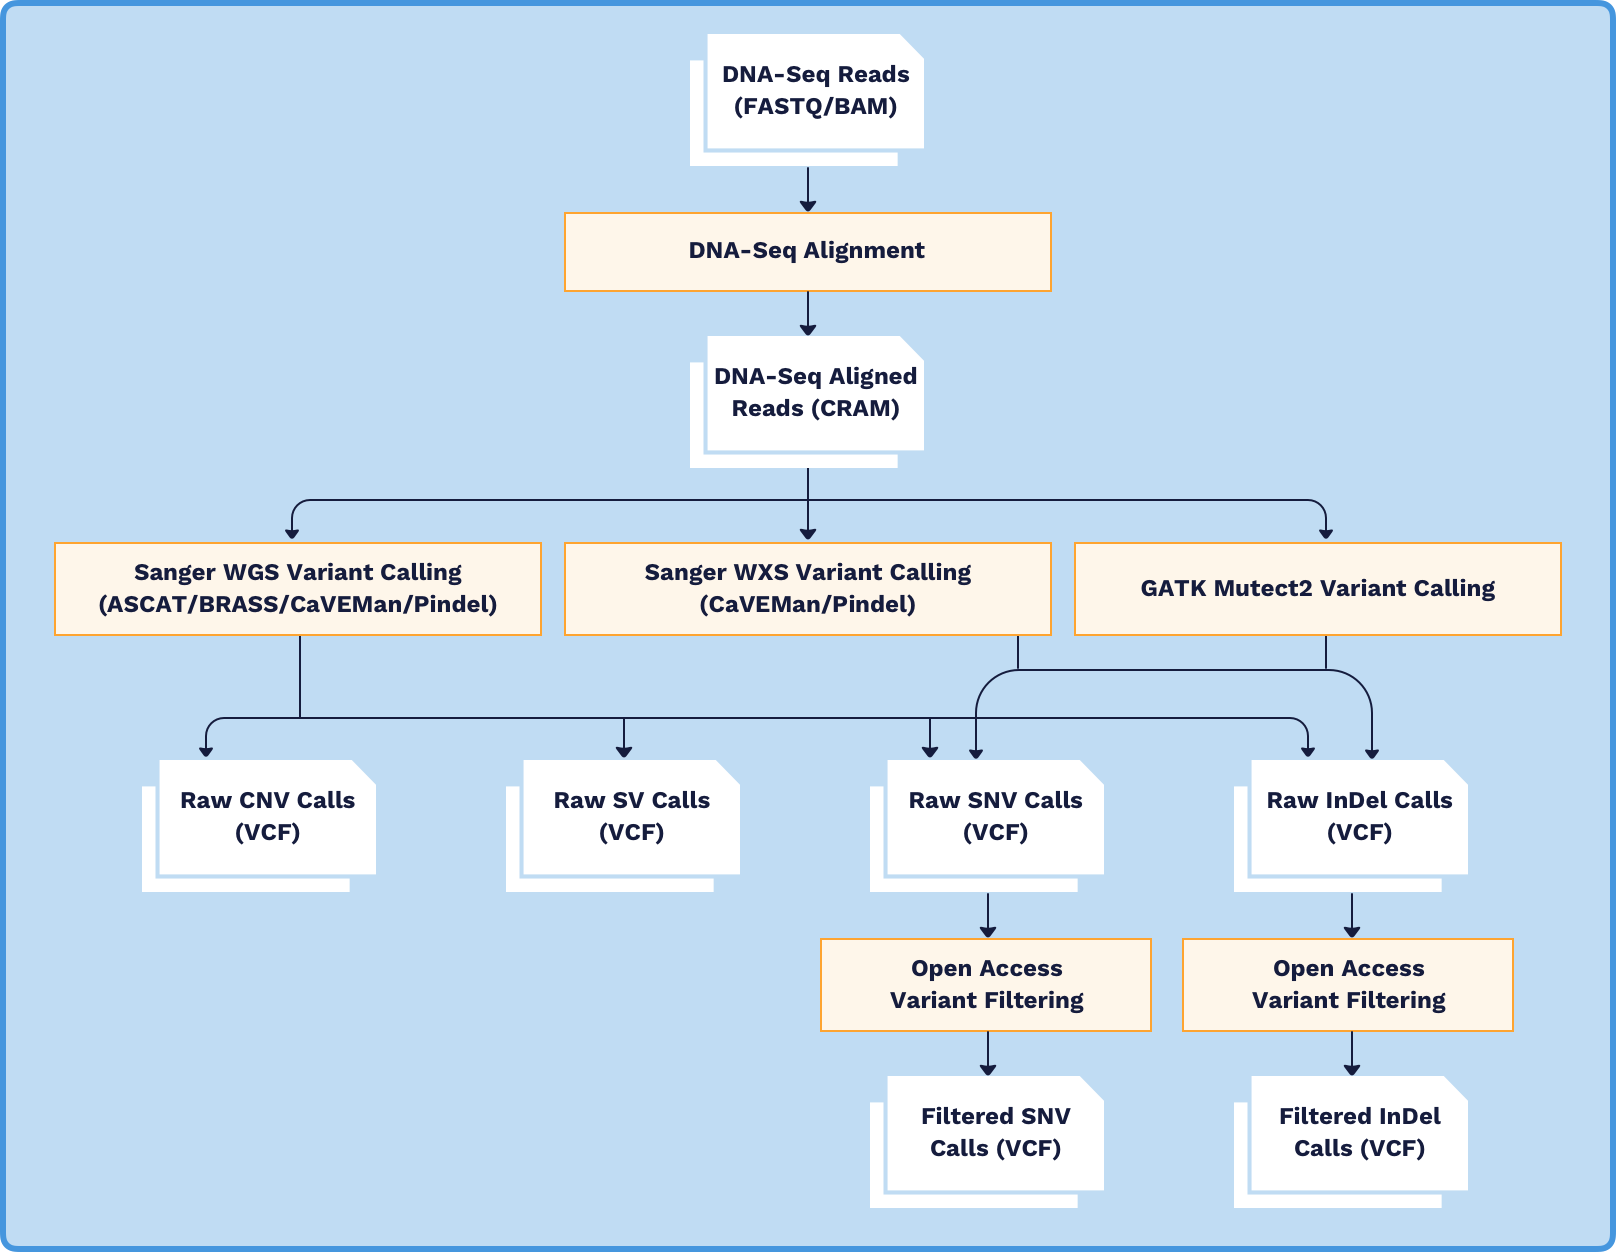 DNA-Seq Reads
(FASTQ/BAM)
DNA-Seq Alignment
DNA-Seq Aligned
Reads (CRAM)
Sanger WGS Variant Calling
(ASCAT/BRASS/CaVEMan/Pindel)
Sanger WXS Variant Calling
(CaVEMan/Pindel)
GATK Mutect2 Variant Calling
Raw CNV Calls
(VCF)
Raw SV Calls
(VCF)
Raw SNV Calls
(VCF)
Raw InDel Calls
(VCF)
Open Access
Variant Filtering
Open Access
Variant Filtering
Filtered SNV
Calls (VCF)
Filtered InDel
Calls (VCF)